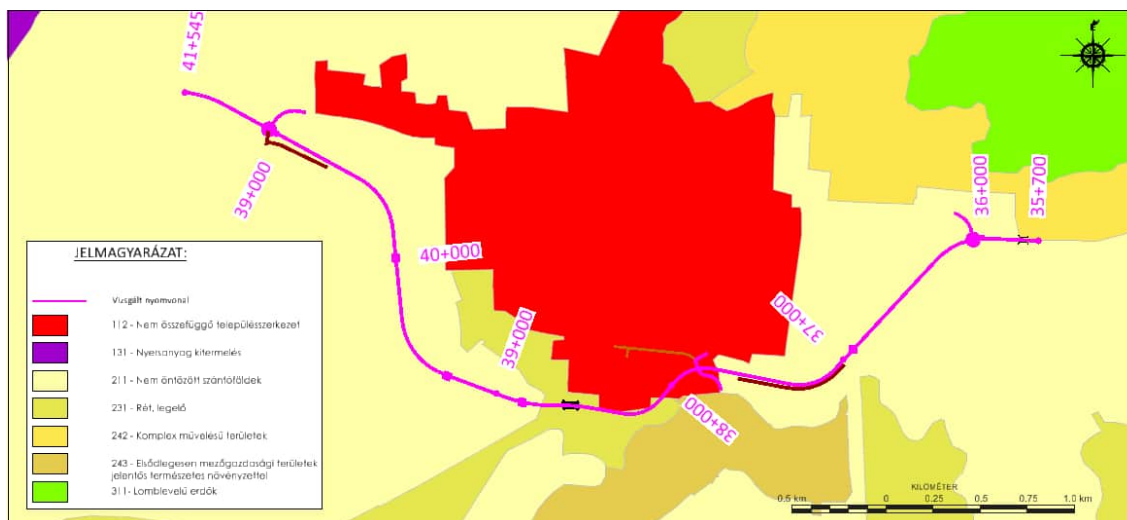 41+545
39+000
40+000
39+000
38+000
37+000
36+000
35+700
JELMAGYARÁZAT:
Vizsgált nyomvonal
112 - Nem összefüggő településszerkezet
131 - Nyersanyag kitermelés
211 - Nem öntözött szántóföldek
231 - Rét, legelő
242 - Komplex művelésű területek
243 - Elsődlegesen mezőgazdasági területek
jelentős természetes növényzettel
311- Lomblevelű erdők
KILÓMÉTER
0.5 km 0 0.25 0.5 0.75 1.0 km